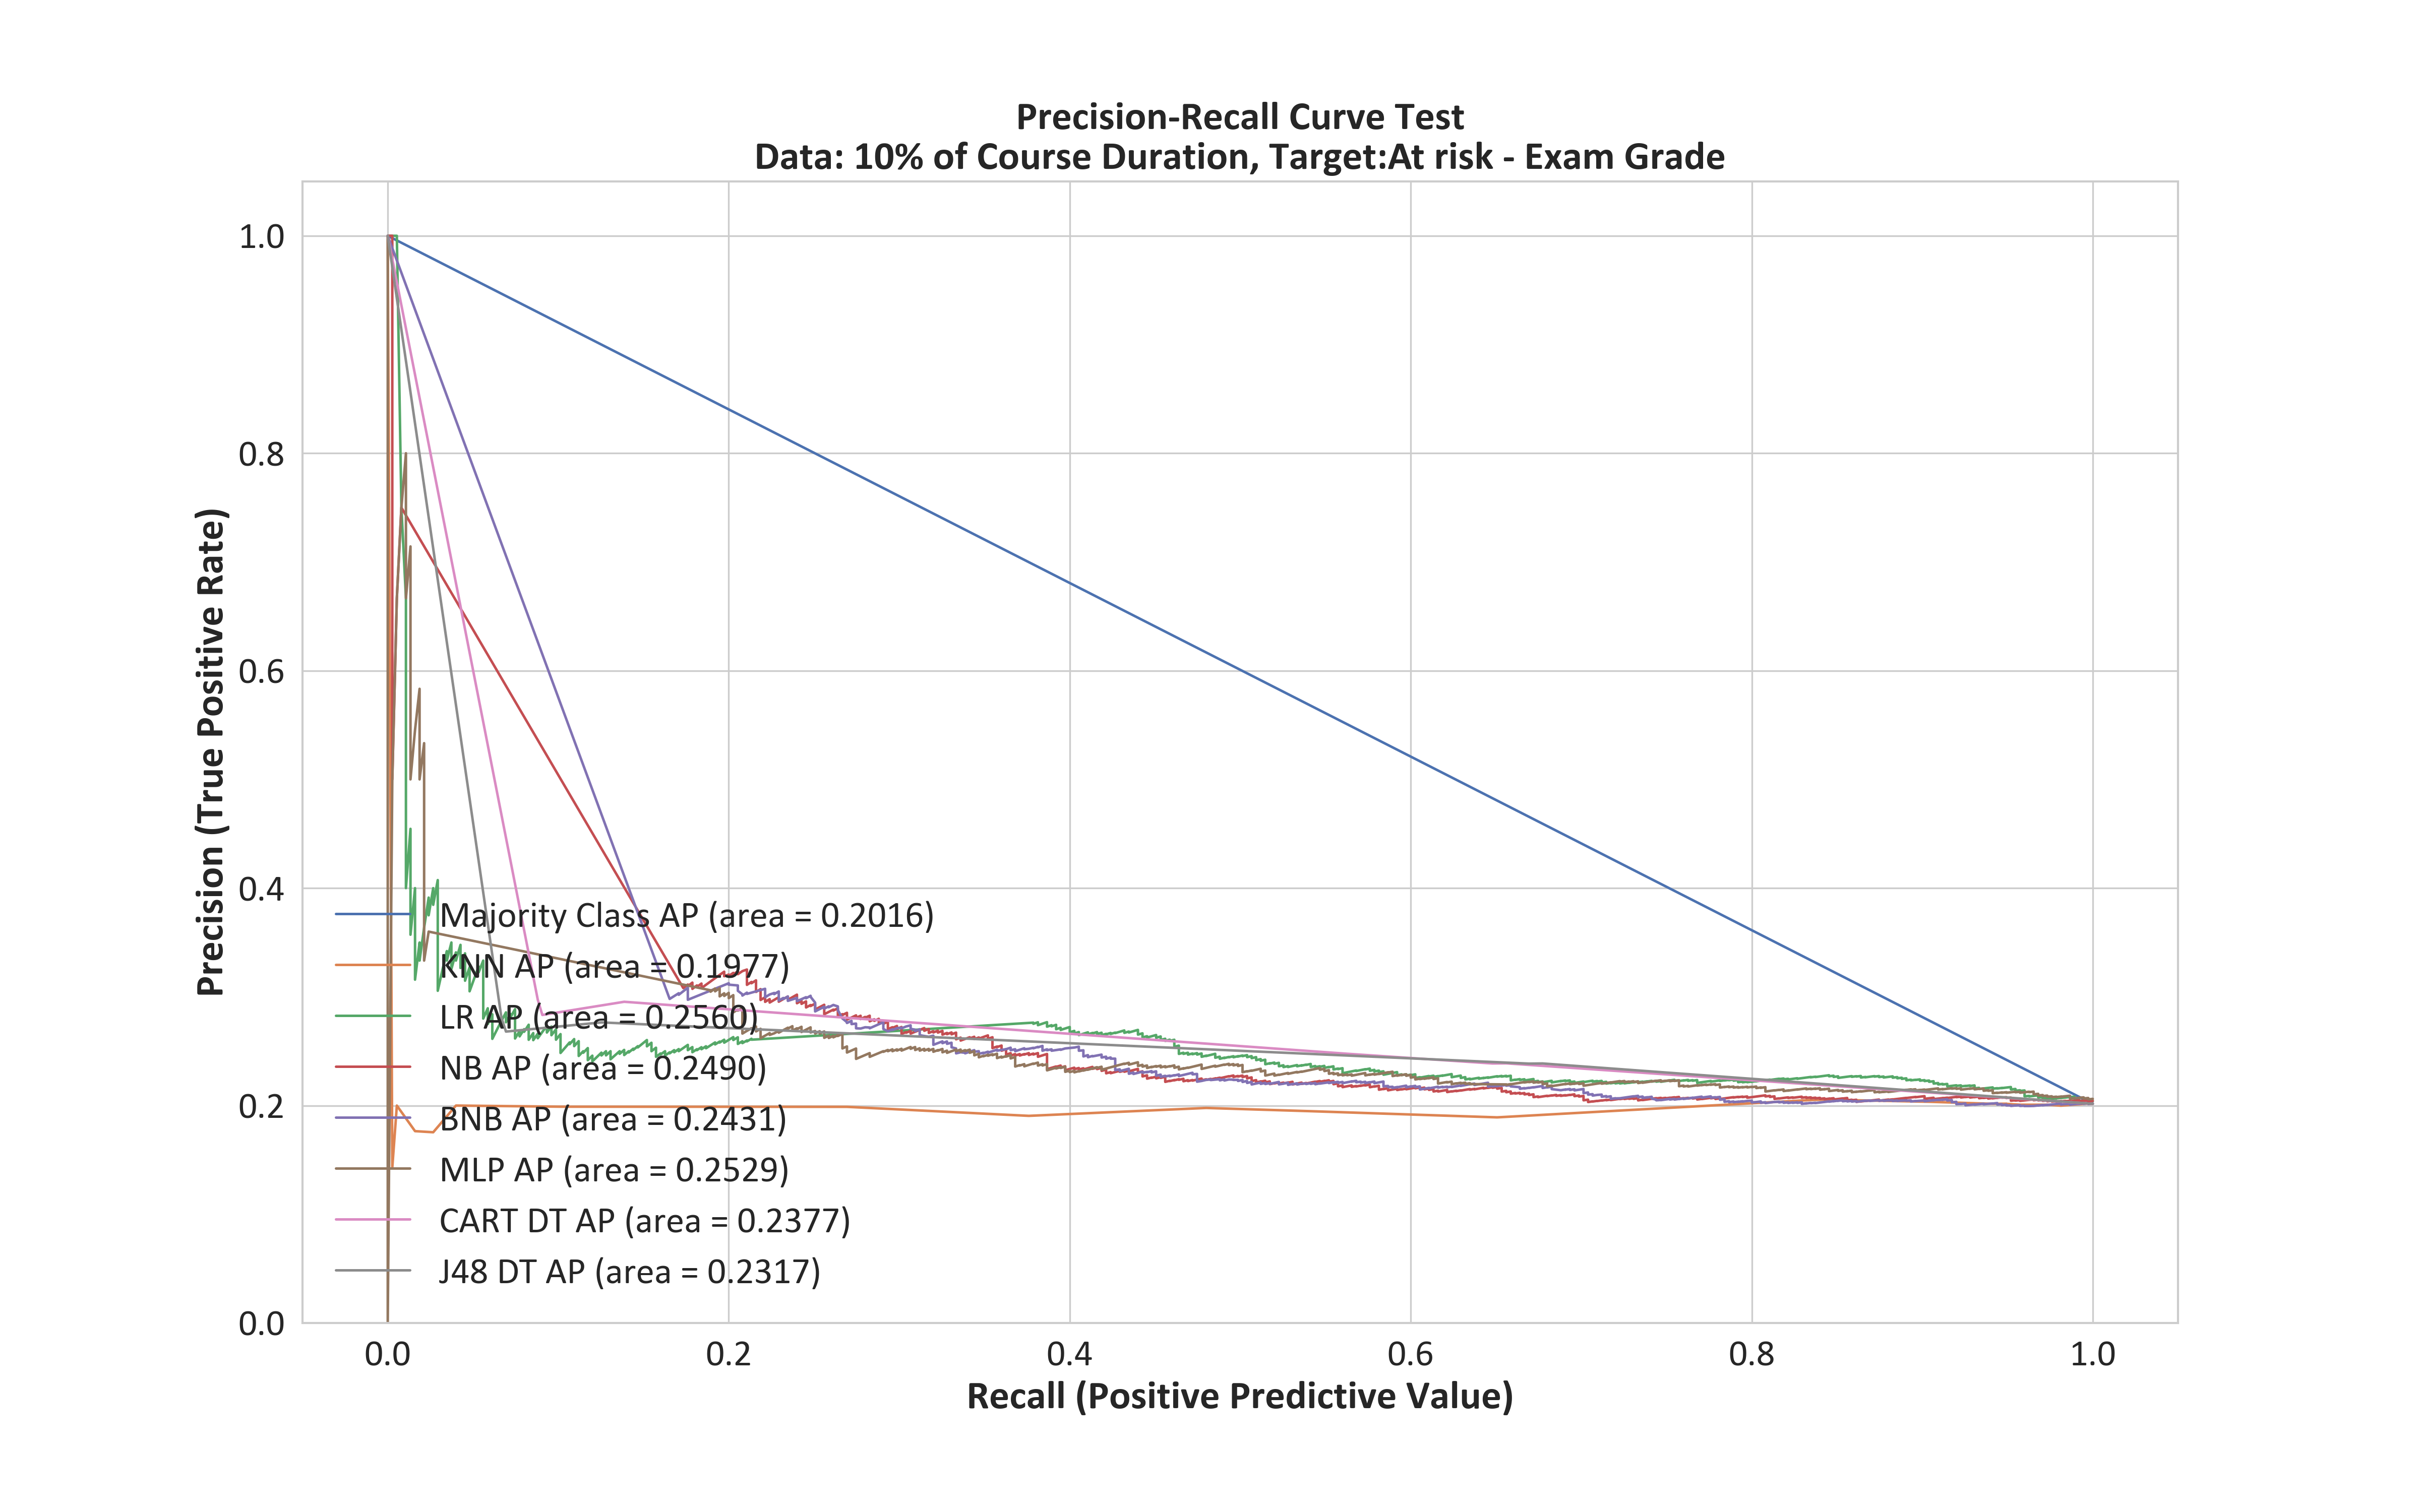 Precision-Recall Curve Test
Data: 10% of Course Duration, Target:At risk - Exam Grade
Precision (True Positive Rate)
1.0
0.8
0.6
0.4
0.2
0.0
Majority Class AP (area = 0.2016)
KNN AP (area = 0.1977)
LR AP (area = 0.2560)
NB AP (area = 0.2490)
BNB AP (area = 0.2431)
MLP AP (area = 0.2529)
CART DT AP (area = 0.2377)
J48 DT AP (area = 0.2317)
0.0 0.2 0.4 0.6 0.8 1.0
Recall (Positive Predictive Value)